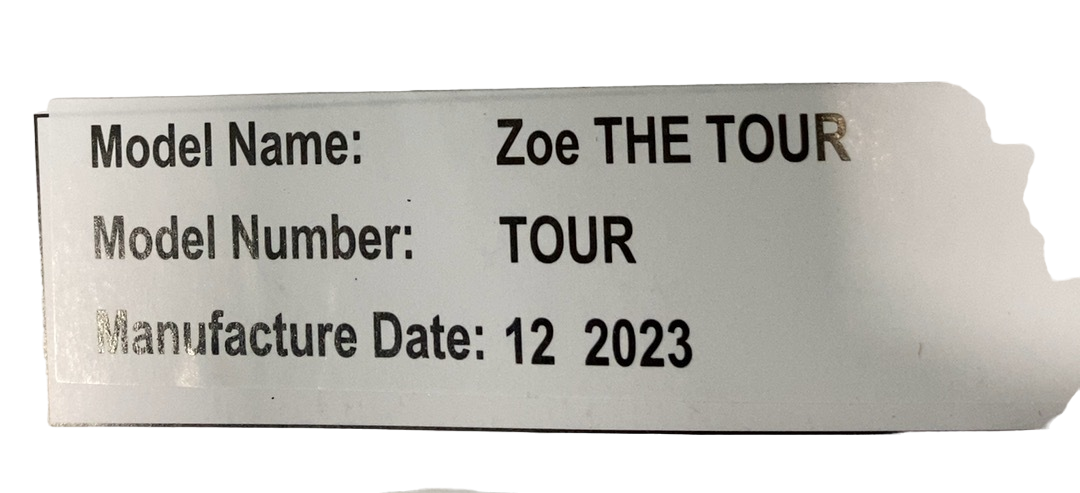 Model Name: Zoe THE TOUR
Model Number: TOUR
Manufacture Date: 12 2023